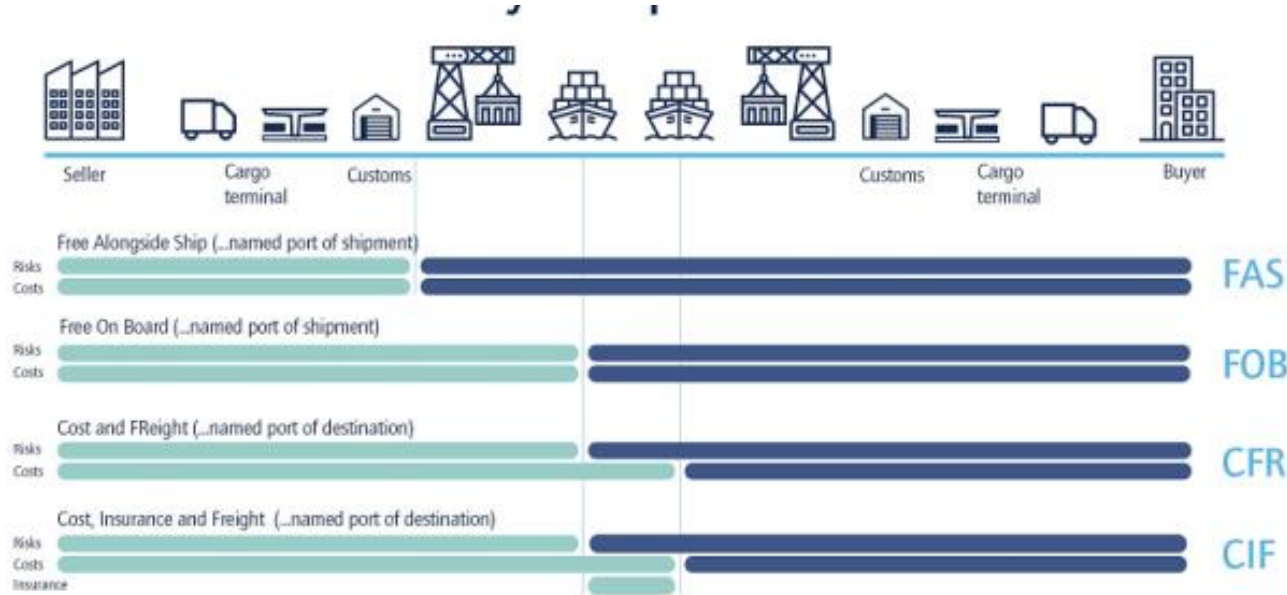 Seller
Cargo
terminal
Customs
Customs
Cargo
terminal
Buyer
Free Alongside Ship (...named port of shipment)
Risks
Costs
FAS
Free On Board (...named port of shipment)
Risks
Costs
FOB
Cost and FReight (...named port of destination)
Risks
Costs
CFR
Cost, Insurance and Freight (...named port of destination)
Risks
Costs
Insurance
CIF